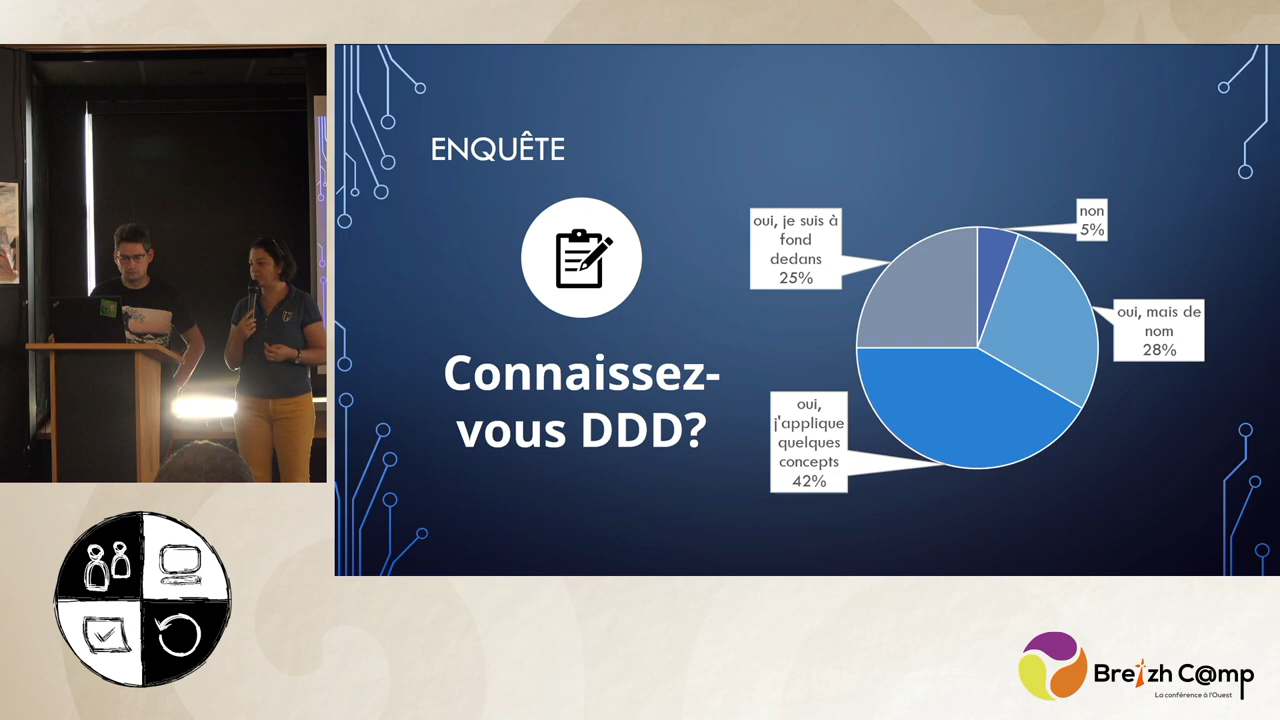 ENQUÊTE
Connaissez-
vous DDD?
oui, je suis à
fond
dedans
25%
non
5%
oui, mais de
nom
28%
oui,
j'applique
quelques
concepts
42%
Breizh C@mp
La conférence à l'Ouest